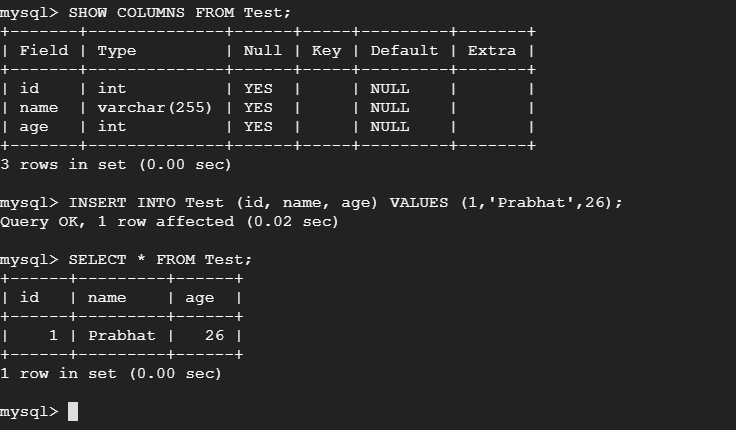 mysql> SHOW COLUMNS FROM Test;
+-------+--------------+------+-----+---------+-------+
| Field | Type         | Null | Key | Default | Extra |
+-------+--------------+------+-----+---------+-------+
| id    | int          | YES  |     | NULL    |       |
| name  | varchar(255) | YES  |     | NULL    |       |
| age   | int          | YES  |     | NULL    |       |
+-------+--------------+------+-----+---------+-------+
3 rows in set (0.00 sec)
mysql> INSERT INTO Test (id, name, age) VALUES (1,'Prabhat',26);
Query OK, 1 row affected (0.02 sec)
mysql> SELECT * FROM Test;
+------+---------+------+
| id   | name    | age  |
+------+---------+------+
|    1 | Prabhat |   26 |
+------+---------+------+
1 row in set (0.00 sec)
mysql>